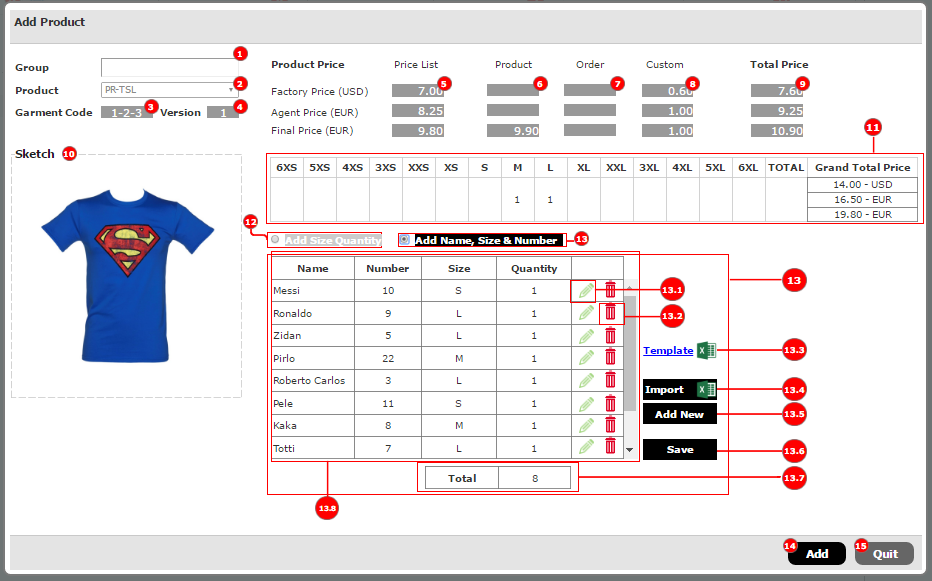 Add Product
Group 1
Product PR-TSL 2
Garment Code 1-2-3 3 Version 1 4
Product Price Price List Product Order Custom Total Price
Factory Price (USD) 7.00 5 6 7 0.60 8 7.60 9
Agent Price (EUR) 8.25 1.00 9.25
Final Price (EUR) 9.80 9.90 1.00 10.90
Sketch 10
11
6XS 5XS 4XS 3XS XXS XS S M L XL XXL 3XL 4XL 5XL 6XL TOTAL Grand Total Price
14.00 - USD
1 1 16.50 - EUR
19.80 - EUR
12 Add Size Quantity Add Name, Size & Number 13
Name Number Size Quantity
13
Messi 10 S 1 13.1
Ronaldo 9 L 1 13.2
Zidan 5 L 1
Template 13.3
Pirlo 22 M 1
Roberto Carlos 3 L 1
Import 13.4
Pele 11 S 1
Add New 13.5
Kaka 8 M 1
Totti 7 L 1
Save 13.6
Total 8 13.7
13.8
14 Add 15 Quit